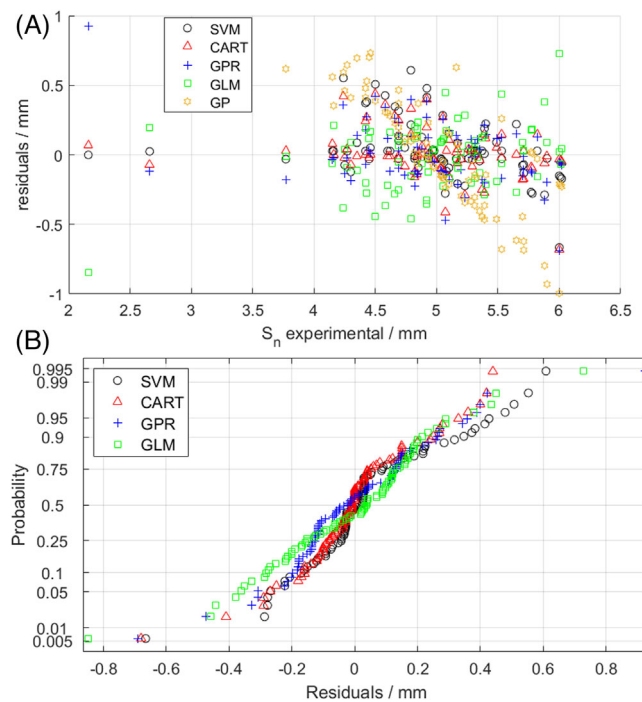 (A)
1
0.5
0
-0.5
-1
residuals / mm
SVM
CART
GPR
GLM
GP
2 2.5 3 3.5 4 4.5 5 5.5 6 6.5
Sn experimental / mm
(B)
0.995
0.99
0.95
0.9
0.75
0.5
0.25
0.1
0.05
0.01
0.005
Probability
SVM
CART
GPR
GLM
-0.8 -0.6 -0.4 -0.2 0 0.2 0.4 0.6 0.8
Residuals / mm